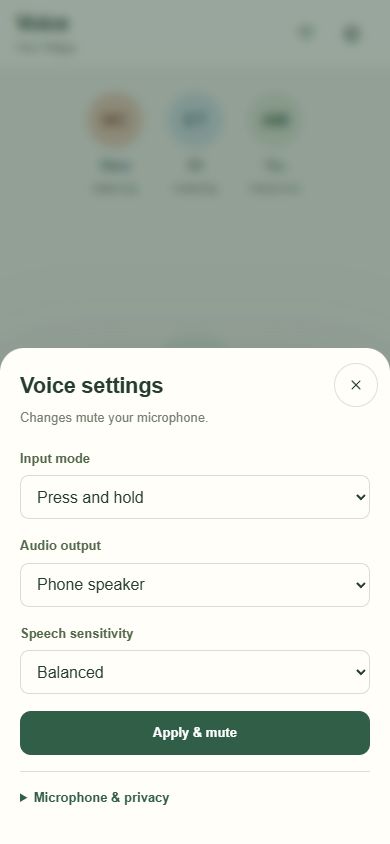 Voice
Voice settings
Changes mute your microphone.
Input mode
Press and hold
Audio output
Phone speaker
Speech sensitivity
Balanced
Apply & mute
Microphone & privacy